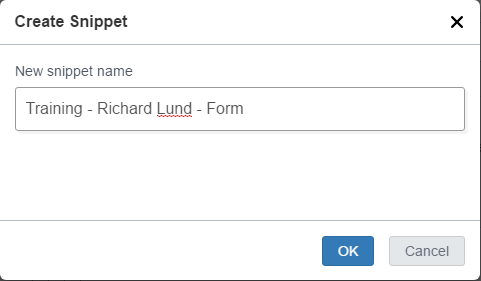 Create Snippet
New snippet name
Training - Richard Lund - Form
OK
Cancel